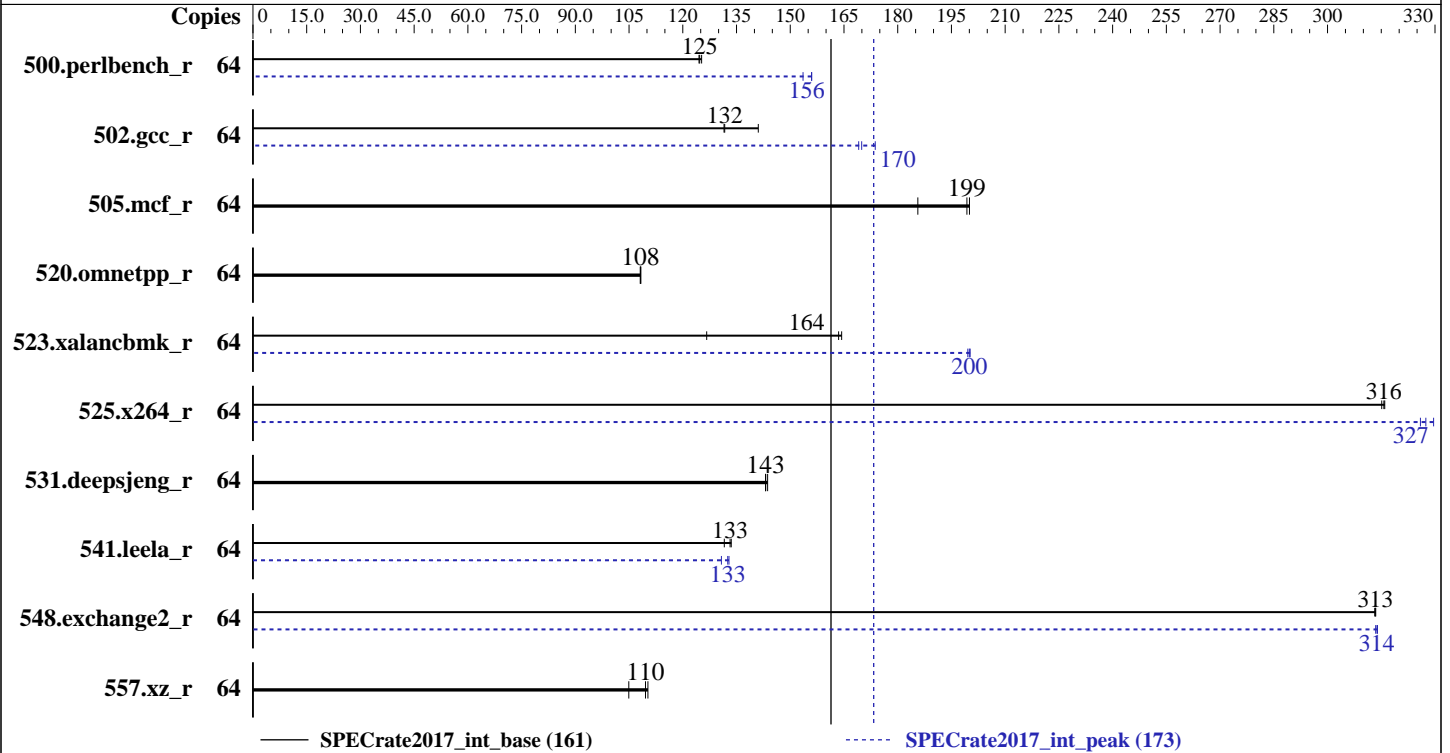 Copies 0 15.0 30.0 45.0 60.0 75.0 90.0 105 120 135 150 165 180 195 210 225 240 255 270 285 300 330
125
500.perlbench_r 64
156
132
502.gcc_r 64
170
199
505.mcf_r 64
108
520.omnetpp_r 64
164
523.xalancbmk_r 64
200
316
525.x264_r 64
327
143
531.deepsjeng_r 64
133
541.leela_r 64
133
313
548.exchange2_r 64
314
110
557.xz_r 64
SPECrate2017_int_base (161) SPECrate2017_int_peak (173)